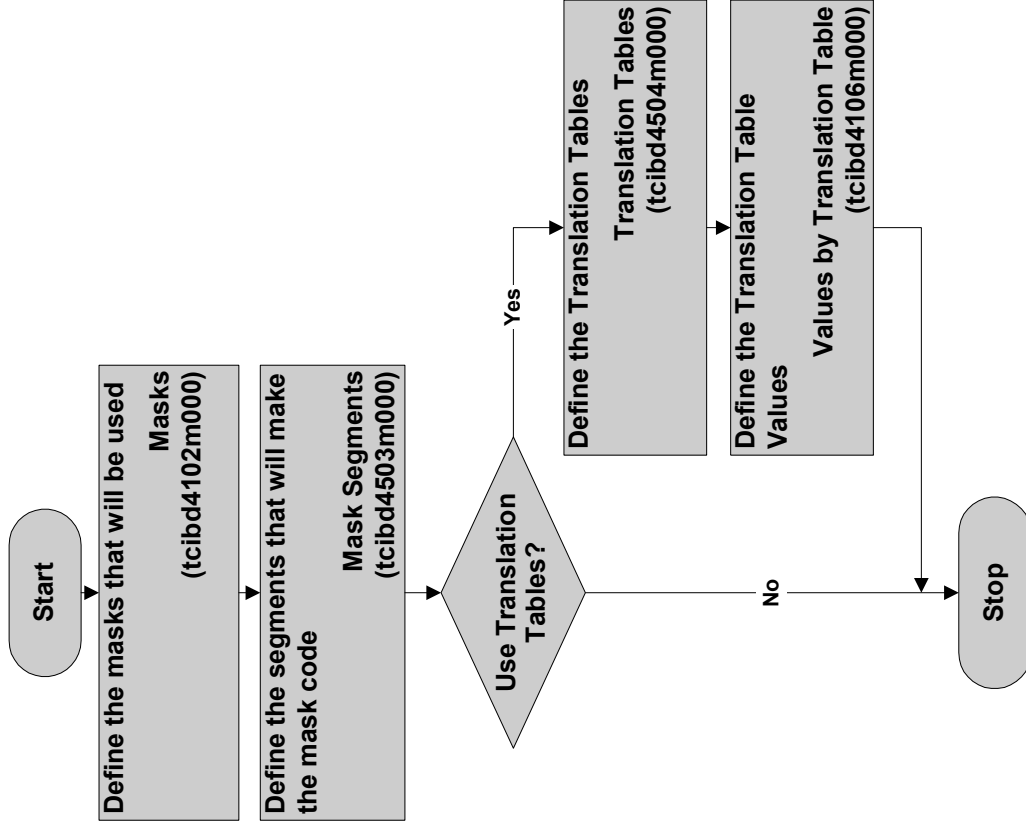 Start
Define the masks that will be used
Masks
(tcibd4102m000)
Define the segments that will make
the mask code
Mask Segments
(tcibd4503m000)
Use Translation
Tables?
Yes
Define the Translation Tables
Translation Tables
(tcibd4504m000)
Define the Translation Table
Values
Values by Translation Table
(tcibd4106m000)
No
Stop